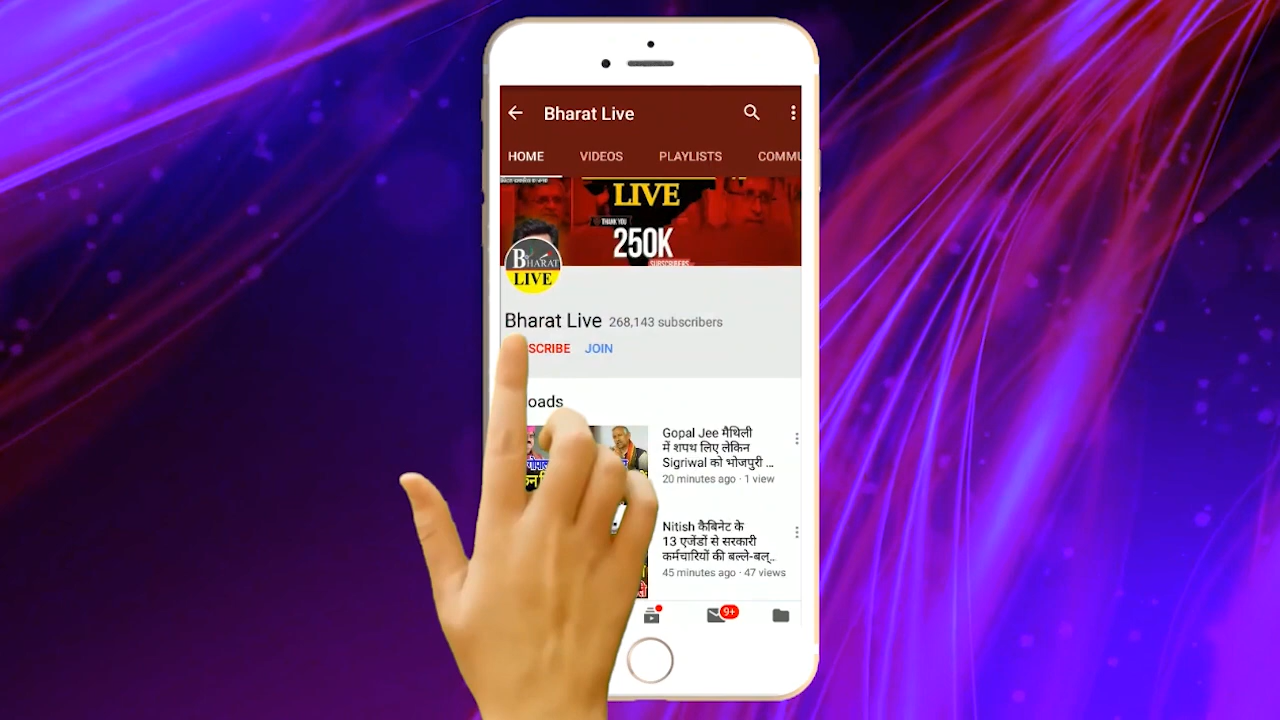 Bharat Live
HOME VIDEOS PLAYLISTS COMMU
LIVE
THANK YOU
250K
SUBSCRIBERS
BHARAT
LIVE
Bharat Live 268,143 subscribers
SCRIBE JOIN
oads
Gopal Jee मैथिली
में शपथ लिए लेकिन
Sigriwal को भोजपुरी ...
20 minutes ago · 1 view
Nitish कैबिनेट के
13 एजेंडों से सरकारी
कर्मचारियों की बल्ले-बल्...
45 minutes ago · 47 views
9+